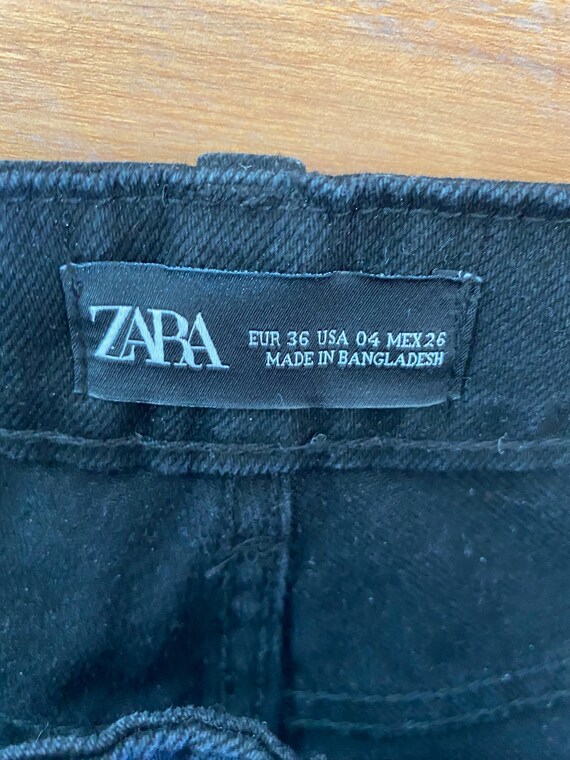 ZARA
EUR 36 USA 04 MEX 26
MADE IN BANGLADESH